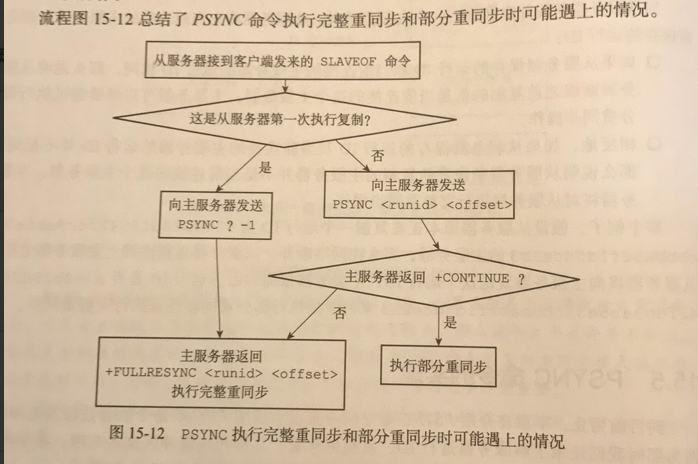 流程图 15-12 总结了 PSYNC 命令执行完整重同步和部分重同步时可能遇上的情况。
从服务器接到客户端发来的 SLAVEOF 命令
这是从服务器第一次执行复制？
是
否
向主服务器发送
PSYNC ? -1
向主服务器发送
PSYNC <runid> <offset>
主服务器返回 +CONTINUE ？
否
是
主服务器返回
+FULLRESYNC <runid> <offset>
执行完整重同步
执行部分重同步
图 15-12 PSYNC 执行完整重同步和部分重同步时可能遇上的情况